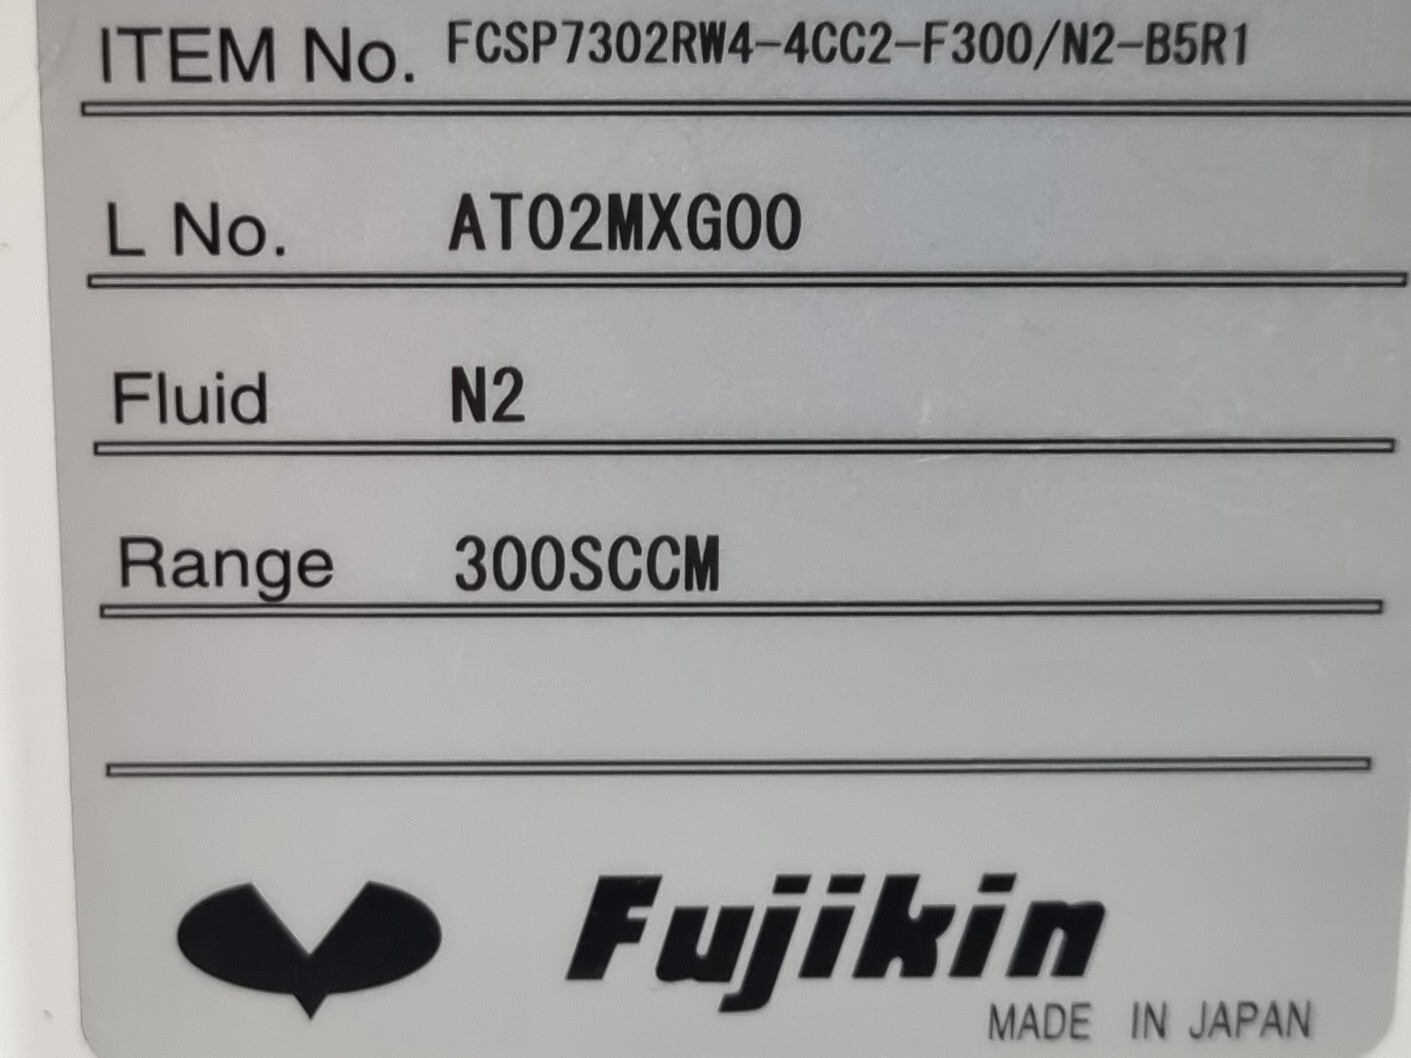 ITEM No. FCSP7302RW4-4CC2-F300/N2-B5R1
L No. AT02MXG00
Fluid N2
Range 300SCCM
Fujikin
MADE IN JAPAN